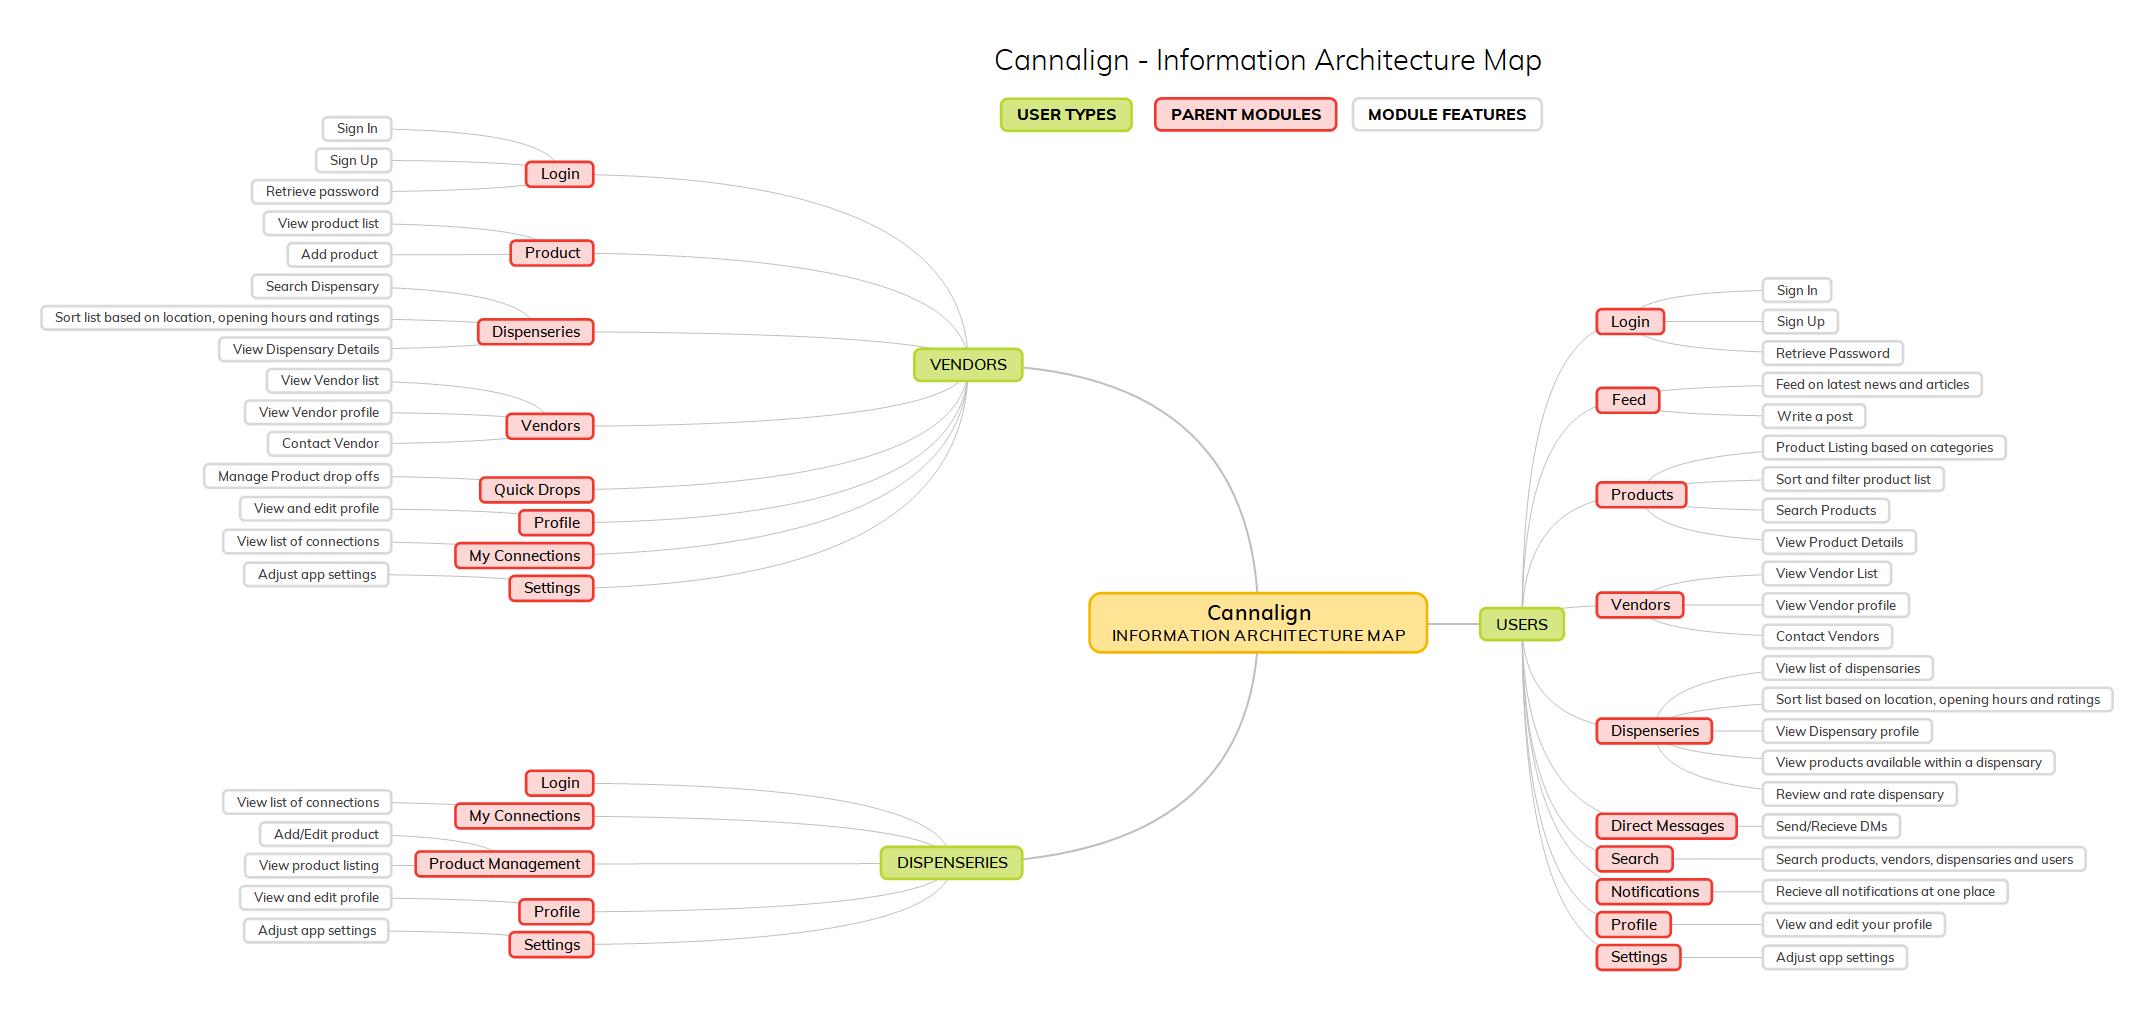 Cannalign - Information Architecture Map
USER TYPES
PARENT MODULES
MODULE FEATURES
VENDORS
Login
Sign In
Sign Up
Retrieve password
Product
View product list
Add product
Dispenseries
Search Dispensary
Sort list based on location, opening hours and ratings
View Dispensary Details
Vendors
View Vendor list
View Vendor profile
Contact Vendor
Quick Drops
Manage Product drop offs
Profile
View and edit profile
My Connections
View list of connections
Settings
Adjust app settings
Cannalign
INFORMATION ARCHITECTURE MAP
DISPENSERIES
Login
My Connections
View list of connections
Product Management
Add/Edit product
View product listing
Profile
View and edit profile
Settings
Adjust app settings
USERS
Login
Sign In
Sign Up
Retrieve Password
Feed
Feed on latest news and articles
Write a post
Products
Product Listing based on categories
Sort and filter product list
Search Products
View Product Details
Vendors
View Vendor List
View Vendor profile
Contact Vendors
Dispenseries
View list of dispensaries
Sort list based on location, opening hours and ratings
View Dispensary profile
View products available within a dispensary
Review and rate dispensary
Direct Messages
Send/Recieve DMs
Search
Search products, vendors, dispensaries and users
Notifications
Recieve all notifications at one place
Profile
View and edit your profile
Settings
Adjust app settings